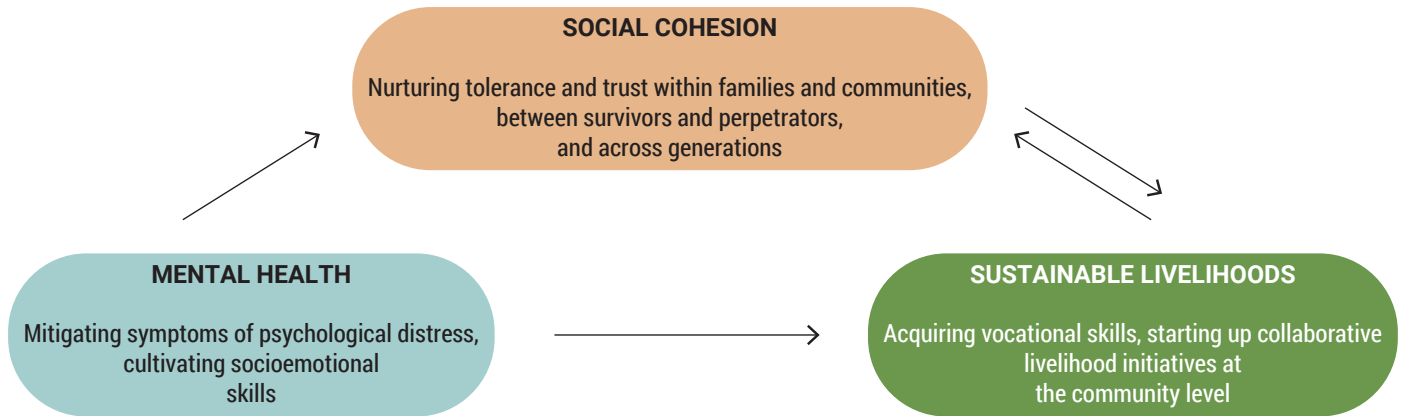 SOCIAL COHESION
Nurturing tolerance and trust within families and communities,
between survivors and perpetrators,
and across generations
MENTAL HEALTH
Mitigating symptoms of psychological distress,
cultivating socioemotional
skills
SUSTAINABLE LIVELIHOODS
Acquiring vocational skills, starting up collaborative
livelihood initiatives at
the community level